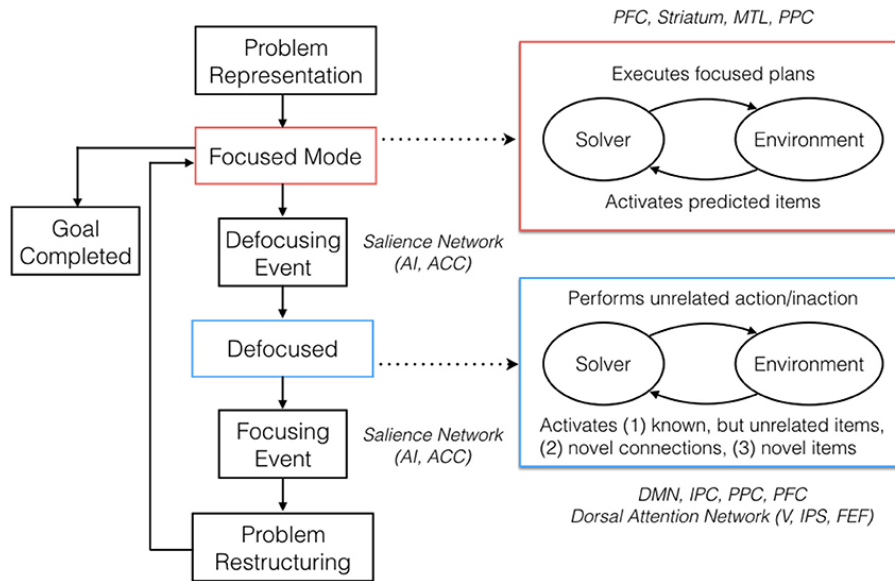 PFC, Striatum, MTL, PPC
Problem
Representation
Executes focused plans
Solver
Environment
Activates predicted items
Focused Mode
Goal
Completed
Defocusing
Event
Salience Network
(AI, ACC)
Performs unrelated action/inaction
Solver
Environment
Activates (1) known, but unrelated items,
(2) novel connections, (3) novel items
Defocused
Focusing
Event
Salience Network
(AI, ACC)
DMN, IPC, PPC, PFC
Dorsal Attention Network (V, IPS, FEF)
Problem
Restructuring